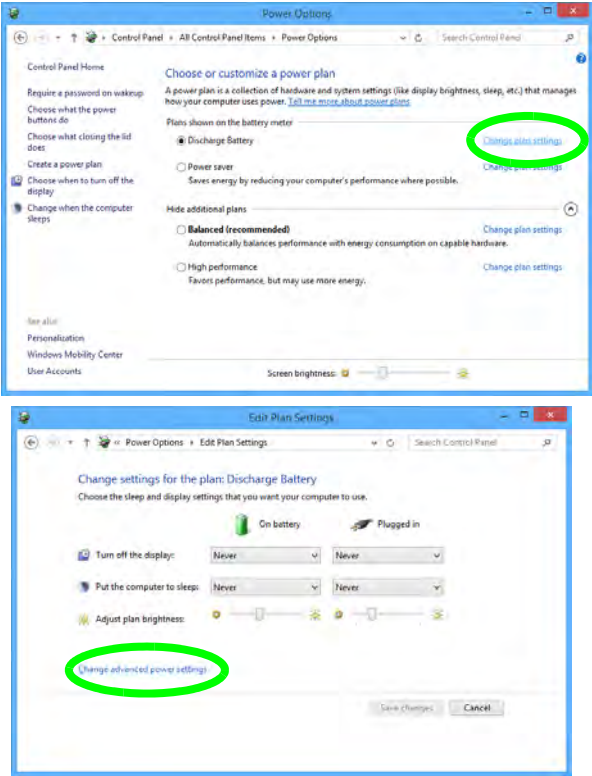 Power Options
Control Panel ▸ All Control Panel Items ▸ Power Options
Search Control Panel
Control Panel Home
Require a password on wakeup
Choose what the power
buttons do
Choose what closing the lid
does
Create a power plan
Choose when to turn off the
display
Change when the computer
sleeps
See also
Personalization
Windows Mobility Center
User Accounts
Choose or customize a power plan
A power plan is a collection of hardware and system settings (like display brightness, sleep, etc.) that manages
how your computer uses power. Tell me more about power plans
Plans shown on the battery meter
Discharge Battery Change plan settings
Power saver Change plan settings
Saves energy by reducing your computer's performance where possible.
Hide additional plans
Balanced (recommended) Change plan settings
Automatically balances performance with energy consumption on capable hardware.
High performance Change plan settings
Favors performance, but may use more energy.
Screen brightness:
Edit Plan Settings
« Power Options ▸ Edit Plan Settings
Search Control Panel
Change settings for the plan: Discharge Battery
Choose the sleep and display settings that you want your computer to use.
On battery Plugged in
Turn off the display: Never Never
Put the computer to sleep: Never Never
Adjust plan brightness:
Change advanced power settings
Save changes Cancel